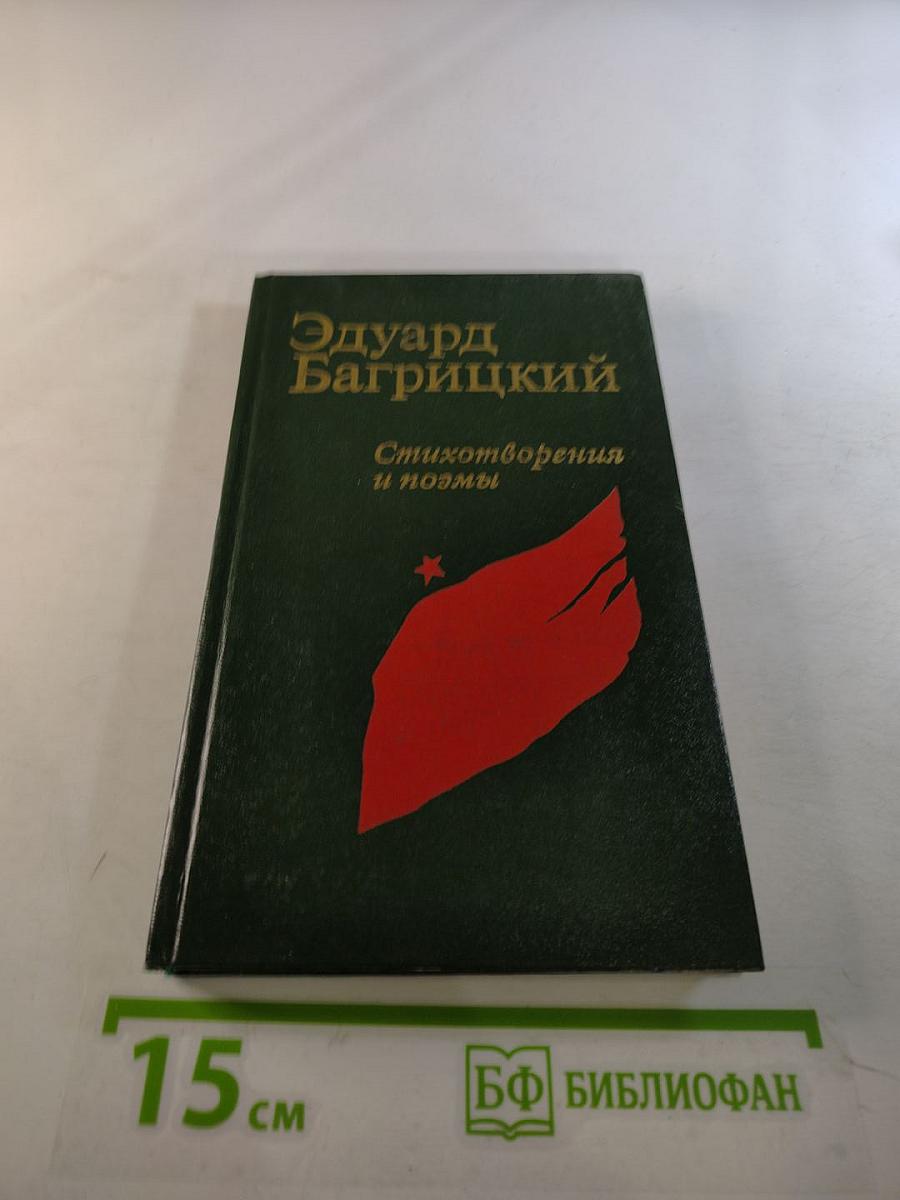 Эдуард
Багрицкий
Стихотворения
и поэмы
15 см
БФ БИБЛИОФАН